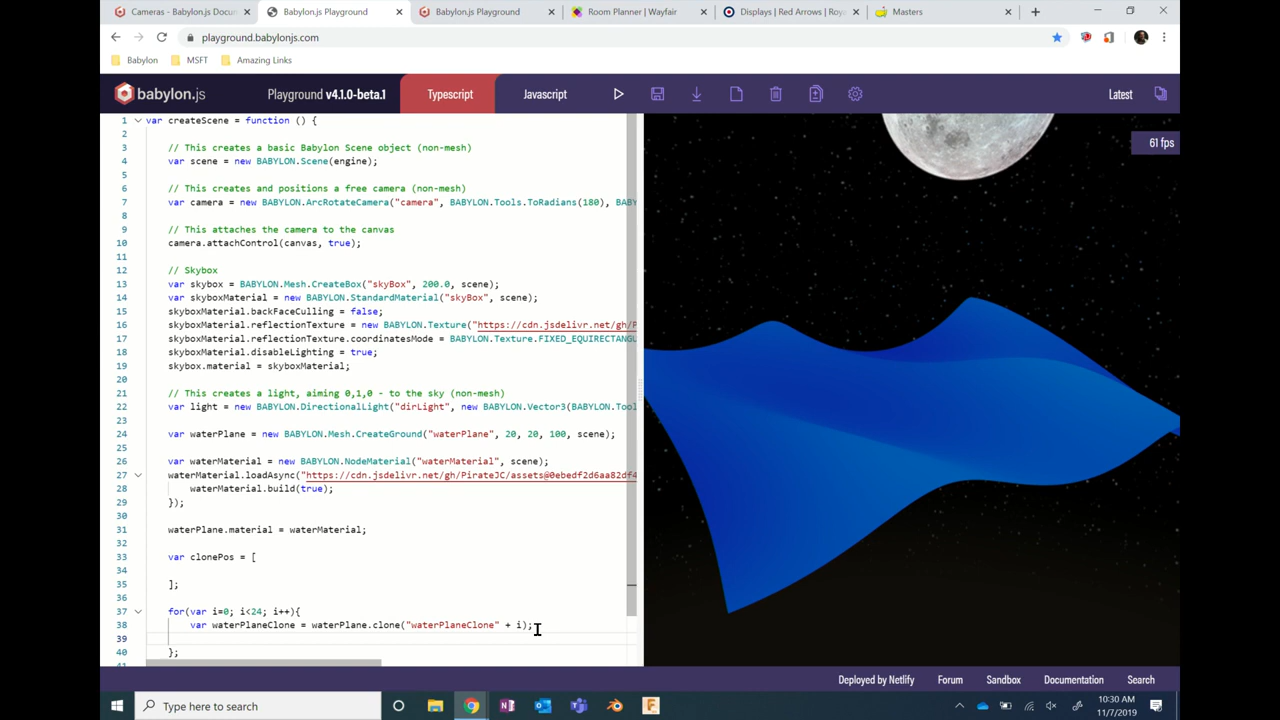 Cameras - Babylon.js Docum
Babylon.js Playground
Babylon.js Playground
Room Planner | Wayfair
Displays | Red Arrows | Roya
Masters
playground.babylonjs.com
Babylon
MSFT
Amazing Links
babylon.js
Playground v4.1.0-beta.1
Typescript
Javascript
Latest
61 fps
1 var createScene = function () {
2
3 // This creates a basic Babylon Scene object (non-mesh)
4 var scene = new BABYLON.Scene(engine);
5
6 // This creates and positions a free camera (non-mesh)
7 var camera = new BABYLON.ArcRotateCamera("camera", BABYLON.Tools.ToRadians(180), BABY
8
9 // This attaches the camera to the canvas
10 camera.attachControl(canvas, true);
11
12 // Skybox
13 var skybox = BABYLON.Mesh.CreateBox("skyBox", 200.0, scene);
14 var skyboxMaterial = new BABYLON.StandardMaterial("skyBox", scene);
15 skyboxMaterial.backFaceCulling = false;
16 skyboxMaterial.reflectionTexture = new BABYLON.Texture("https://cdn.jsdelivr.net/gh/P
17 skyboxMaterial.reflectionTexture.coordinatesMode = BABYLON.Texture.FIXED_EQUIRECTANGU
18 skyboxMaterial.disableLighting = true;
19 skybox.material = skyboxMaterial;
20
21 // This creates a light, aiming 0,1,0 - to the sky (non-mesh)
22 var light = new BABYLON.DirectionalLight("dirLight", new BABYLON.Vector3(BABYLON.Tool
23
24 var waterPlane = new BABYLON.Mesh.CreateGround("waterPlane", 20, 20, 100, scene);
25
26 var waterMaterial = new BABYLON.NodeMaterial("waterMaterial", scene);
27 waterMaterial.loadAsync("https://cdn.jsdelivr.net/gh/PirateJC/assets@0ebedf2d6aa82df4
28 waterMaterial.build(true);
29 });
30
31 waterPlane.material = waterMaterial;
32
33 var clonePos = [
34
35 ];
36
37 for(var i=0; i<24; i++){
38 var waterPlaneClone = waterPlane.clone("waterPlaneClone" + i);
39
40 };
41
Deployed by Netlify
Forum
Sandbox
Documentation
Search
Type here to search
10:30 AM
11/7/2019